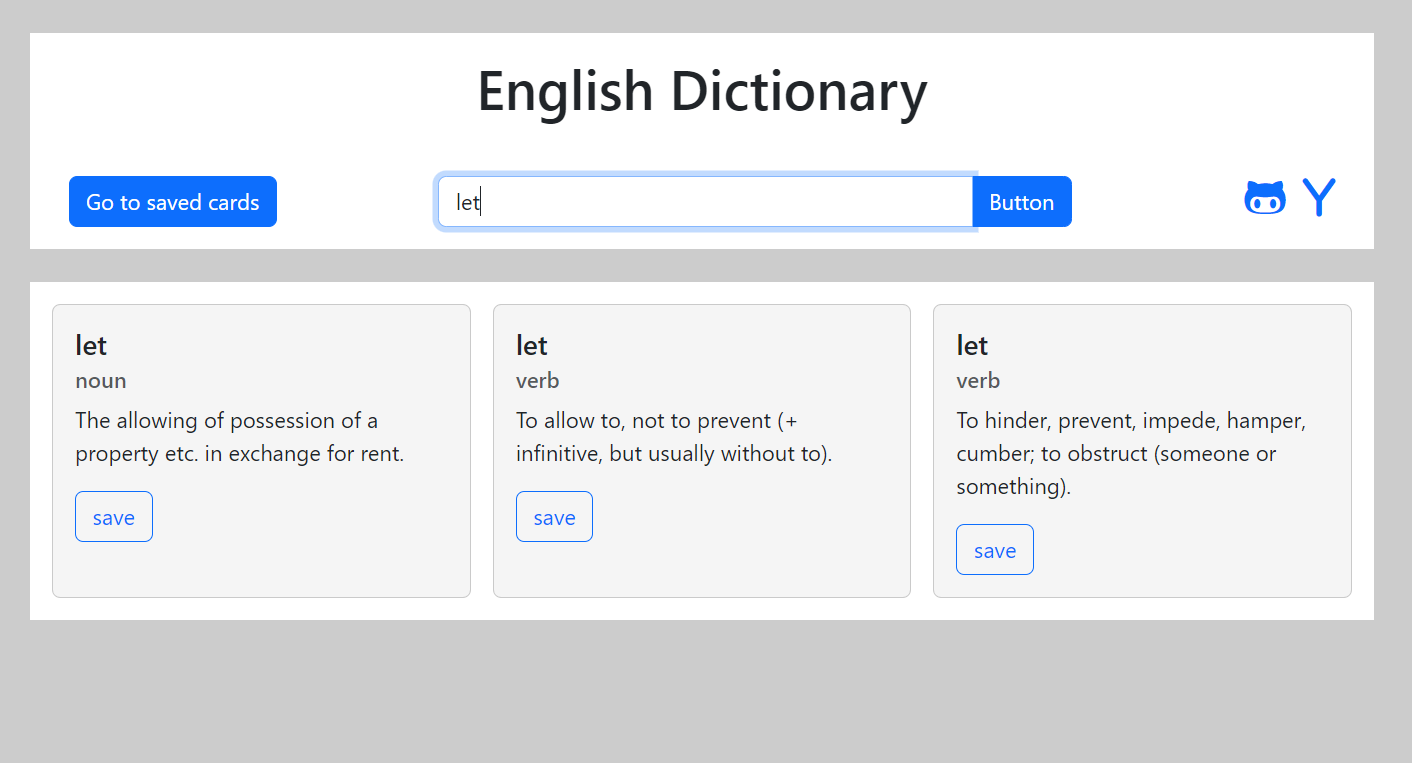 English Dictionary
Go to saved cards
let
Button
let
noun
The allowing of possession of a
property etc. in exchange for rent.
save
let
verb
To allow to, not to prevent (+
infinitive, but usually without to).
save
let
verb
To hinder, prevent, impede, hamper,
cumber; to obstruct (someone or
something).
save